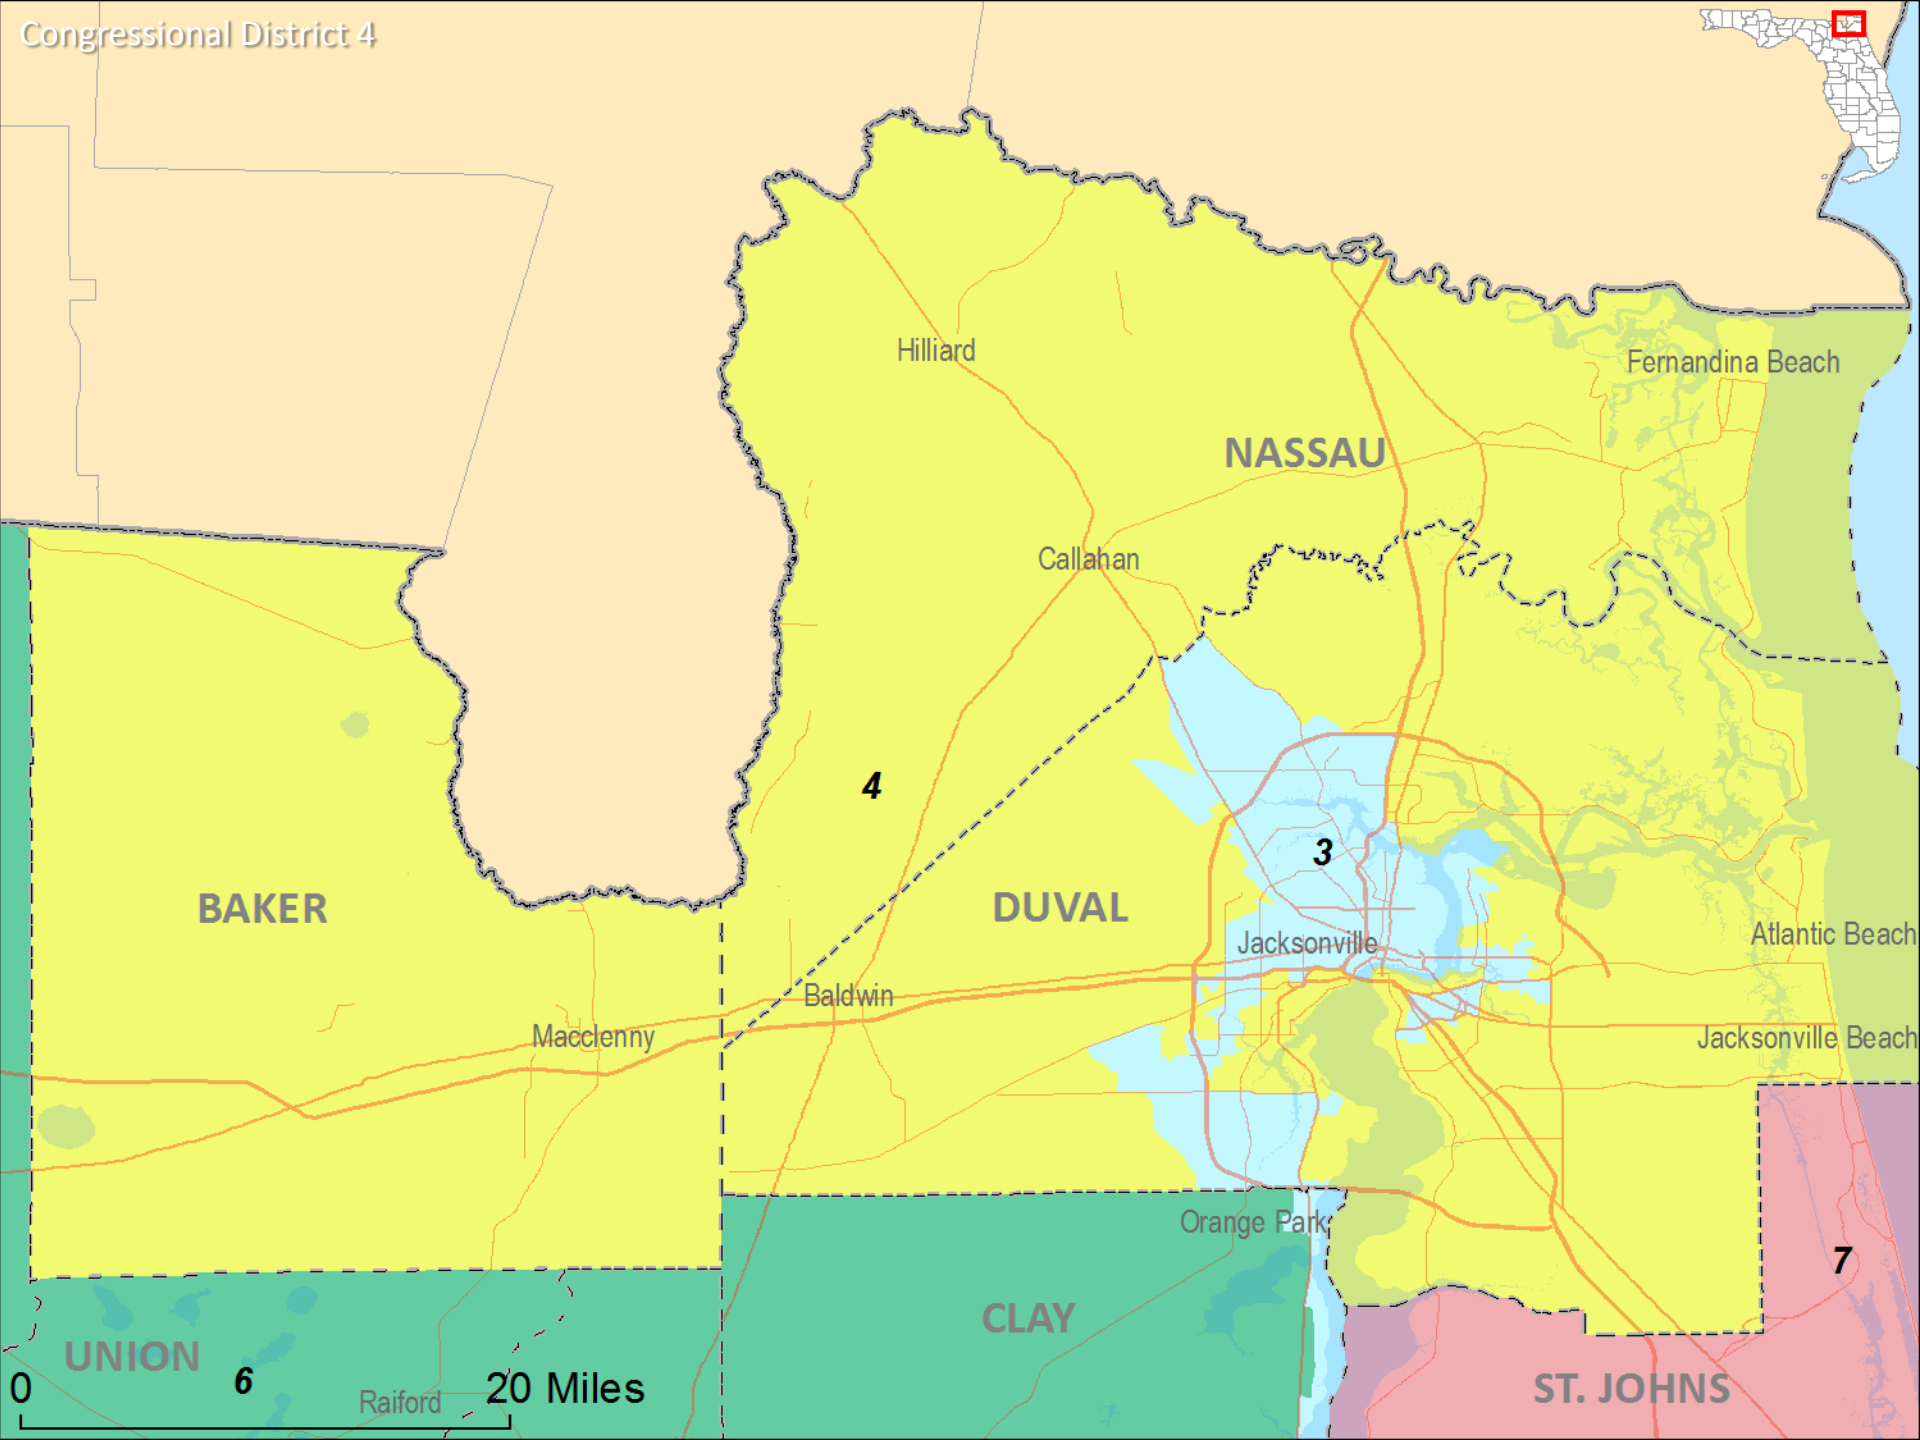 Congressional District 4
Hilliard
Fernandina Beach
NASSAU
Callahan
4
3
BAKER
DUVAL
Jacksonville
Atlantic Beach
Baldwin
Macclenny
Jacksonville Beach
Orange Park
7
CLAY
UNION
6
ST. JOHNS
Raiford
0
20 Miles